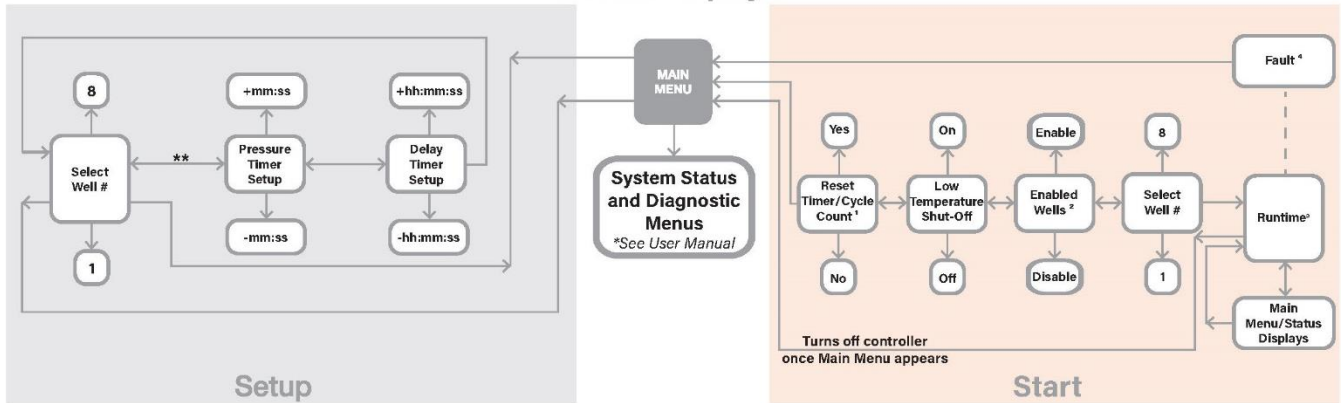 8
+mm:ss
+hh:mm:ss
Select
Well #
**
Pressure
Timer
Setup
Delay
Timer
Setup
1
-mm:ss
-hh:mm:ss
Setup
MAIN
MENU
System Status
and Diagnostic
Menus
*See User Manual
Fault ⁴
Yes
On
Enable
8
Reset
Timer/Cycle
Count ¹
Low
Temperature
Shut-Off
Enabled
Wells ²
Select
Well #
Runtime³
No
Off
Disable
1
Main
Menu/Status
Displays
Turns off controller
once Main Menu appears
Start